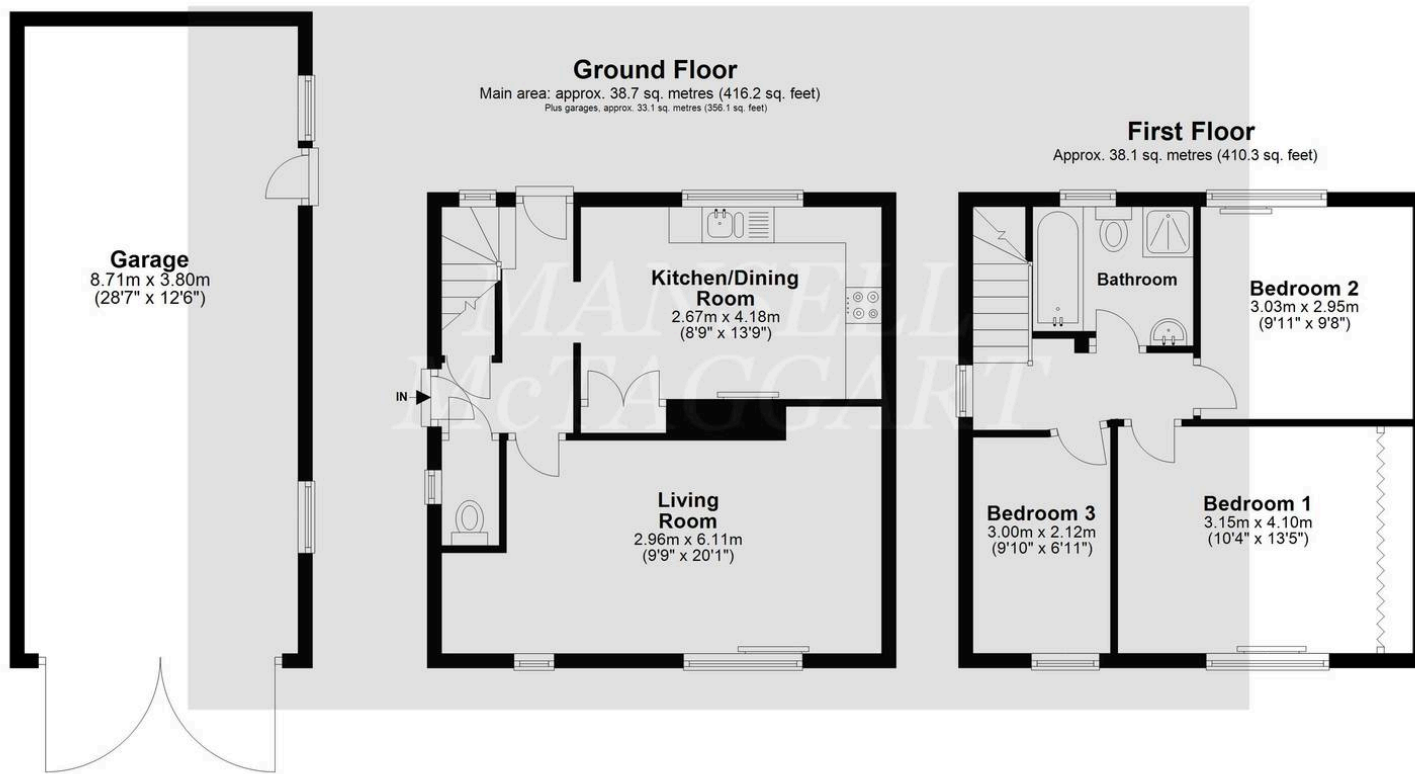 Ground Floor
Main area: approx. 38.7 sq. metres (416.2 sq. feet)
Plus garages, approx. 33.1 sq. metres (356.1 sq. feet)
First Floor
Approx. 38.1 sq. metres (410.3 sq. feet)
Garage
8.71m x 3.80m
(28'7" x 12'6")
Kitchen/Dining
Room
2.67m x 4.18m
(8'9" x 13'9")
Bathroom
Bedroom 2
3.03m x 2.95m
(9'11" x 9'8")
MANSELL
McTAGGART
IN
Living
Room
2.96m x 6.11m
(9'9" x 20'1")
Bedroom 3
3.00m x 2.12m
(9'10" x 6'11")
Bedroom 1
3.15m x 4.10m
(10'4" x 13'5")